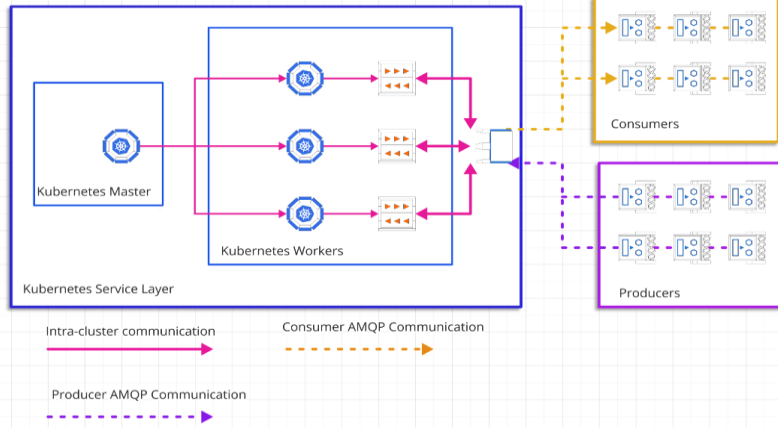 Consumers
Kubernetes Master
Kubernetes Workers
Kubernetes Service Layer
Producers
Intra-cluster communication
Consumer AMQP Communication
Producer AMQP Communication